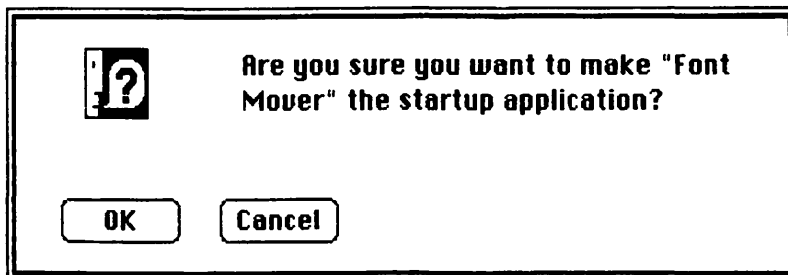 ?
Are you sure you want to make "Font
Mover" the startup application?
OK
Cancel